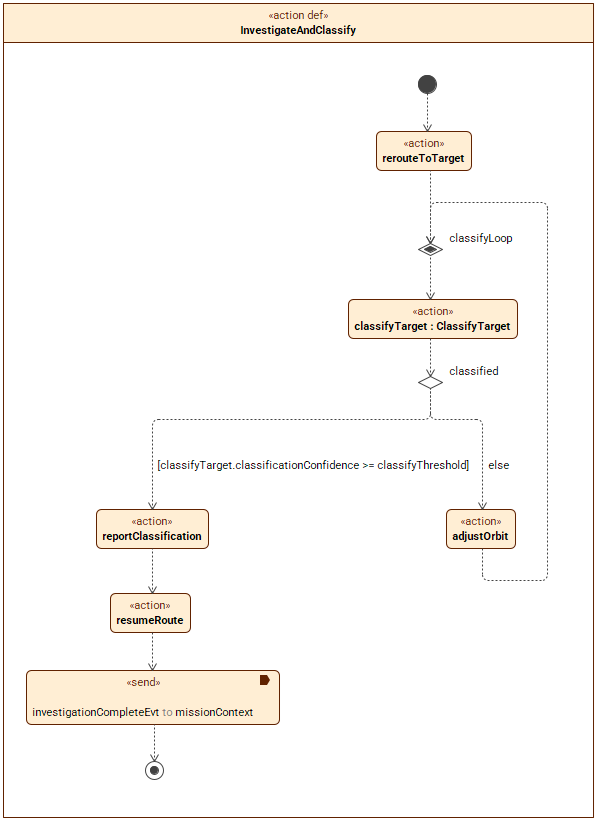 «action def»
InvestigateAndClassify
«action»
rerouteToTarget
classifyLoop
«action»
classifyTarget : ClassifyTarget
classified
[classifyTarget.classificationConfidence >= classifyThreshold]
else
«action»
reportClassification
«action»
adjustOrbit
«action»
resumeRoute
«send»
investigationCompleteEvt to missionContext